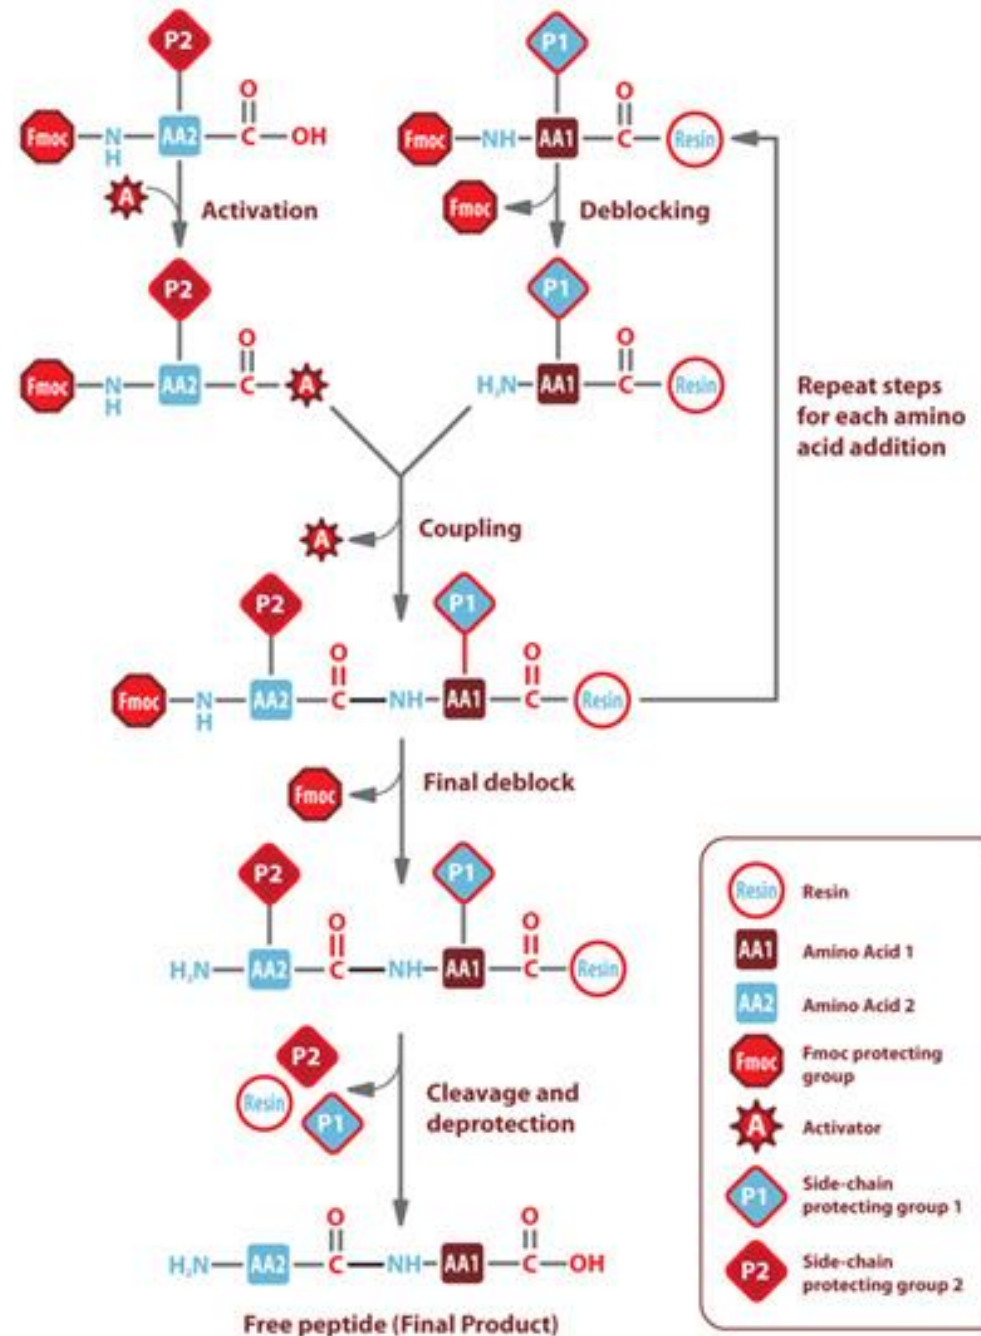 P2
P1
O
O
Fmoc NH AA2 C OH
Fmoc NH AA1 C Resin
A Activation
Fmoc Deblocking
P2
P1
O
O
Fmoc NH AA2 C A
H₂N AA1 C Resin
Repeat steps
for each amino
acid addition
A Coupling
P2
P1
O
O
Fmoc NH AA2 C NH AA1 C Resin
Fmoc Final deblock
P2
P1
O
O
H₂N AA2 C NH AA1 C Resin
P2
Resin
P1
Cleavage and
deprotection
O
O
H₂N AA2 C NH AA1 C OH
Free peptide (Final Product)
Resin Resin
AA1 Amino Acid 1
AA2 Amino Acid 2
Fmoc Fmoc protecting
group
A Activator
P1 Side-chain
protecting group 1
P2 Side-chain
protecting group 2